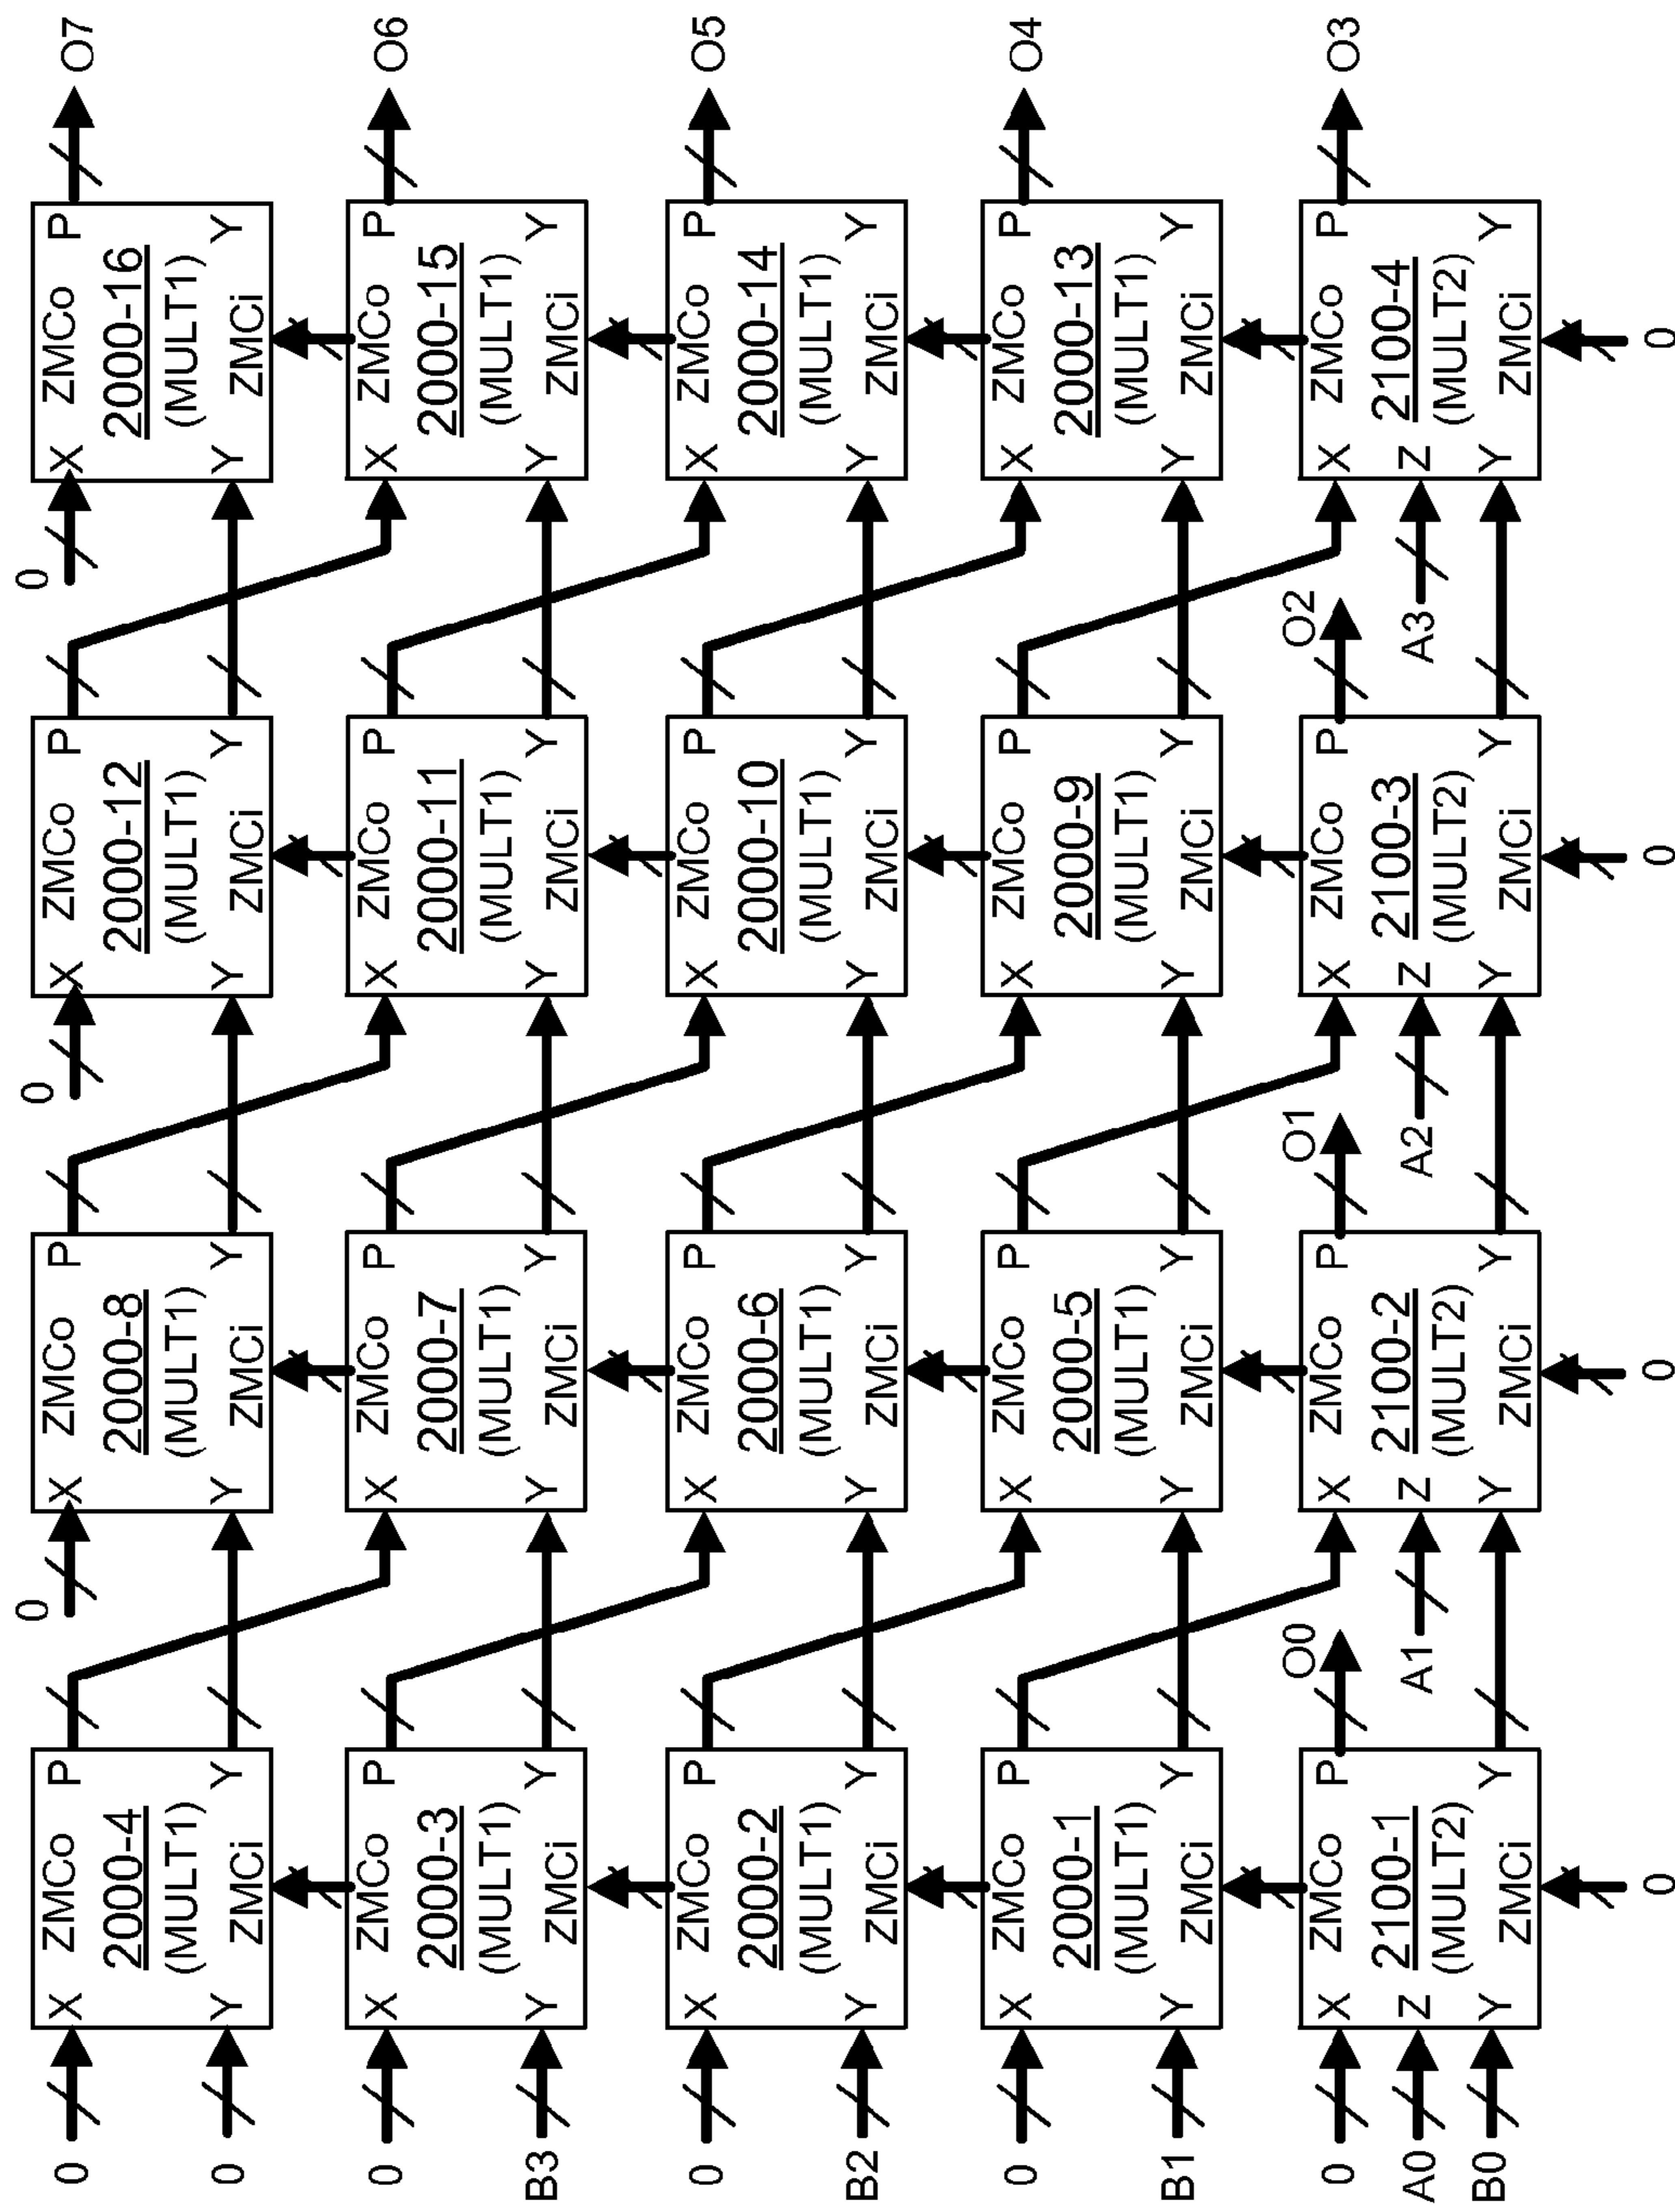 0 0 0
0 X ZMCo P X ZMCo P X ZMCo P X ZMCo P O7
2000-4 2000-8 2000-12 2000-16
(MULT1) (MULT1) (MULT1) (MULT1)
0 Y ZMCi Y Y ZMCi Y Y ZMCi Y Y ZMCi Y
0 X ZMCo P X ZMCo P X ZMCo P X ZMCo P O6
2000-3 2000-7 2000-11 2000-15
(MULT1) (MULT1) (MULT1) (MULT1)
B3 Y ZMCi Y Y ZMCi Y Y ZMCi Y Y ZMCi Y
0 X ZMCo P X ZMCo P X ZMCo P X ZMCo P O5
2000-2 2000-6 2000-10 2000-14
(MULT1) (MULT1) (MULT1) (MULT1)
B2 Y ZMCi Y Y ZMCi Y Y ZMCi Y Y ZMCi Y
0 X ZMCo P X ZMCo P X ZMCo P X ZMCo P O4
2000-1 2000-5 2000-9 2000-13
(MULT1) (MULT1) (MULT1) (MULT1)
B1 Y ZMCi Y Y ZMCi Y Y ZMCi Y Y ZMCi Y
O0 O1 O2
0 X ZMCo P X ZMCo P X ZMCo P X ZMCo P O3
A0 Z 2100-1 A1 Z 2100-2 A2 Z 2100-3 A3 Z 2100-4
(MULT2) (MULT2) (MULT2) (MULT2)
B0 Y ZMCi Y Y ZMCi Y Y ZMCi Y Y ZMCi Y
0 0 0 0